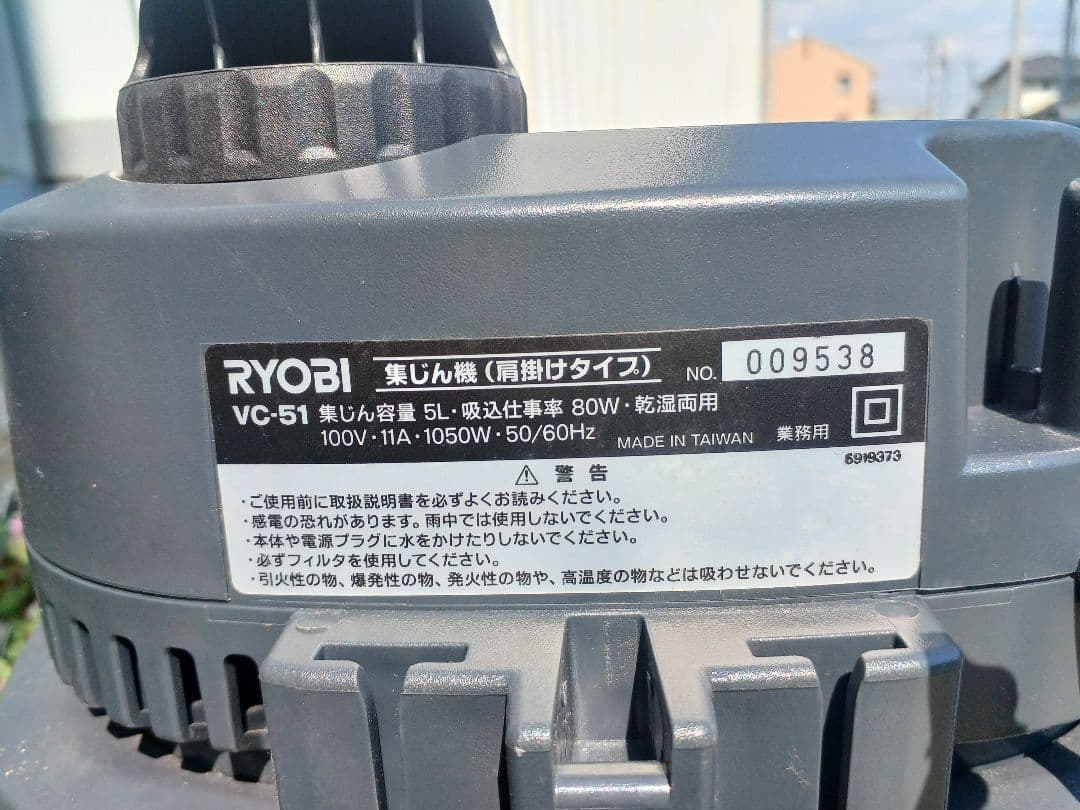 RYOBI 集じん機(肩掛けタイプ) NO. 009538
VC-51 集じん容量 5L・吸込仕事率 80W・乾湿両用
100V・11A・1050W・50/60Hz MADE IN TAIWAN 業務用
6919373
⚠ 警告
・ご使用前に取扱説明書を必ずよくお読みください。
・感電の恐れがあります。雨中では使用しないでください。
・本体や電源プラグに水をかけたりしないでください。
・必ずフィルタを使用してください。
・引火性の物、爆発性の物、発火性の物や、高温度の物などは吸わせないでください。